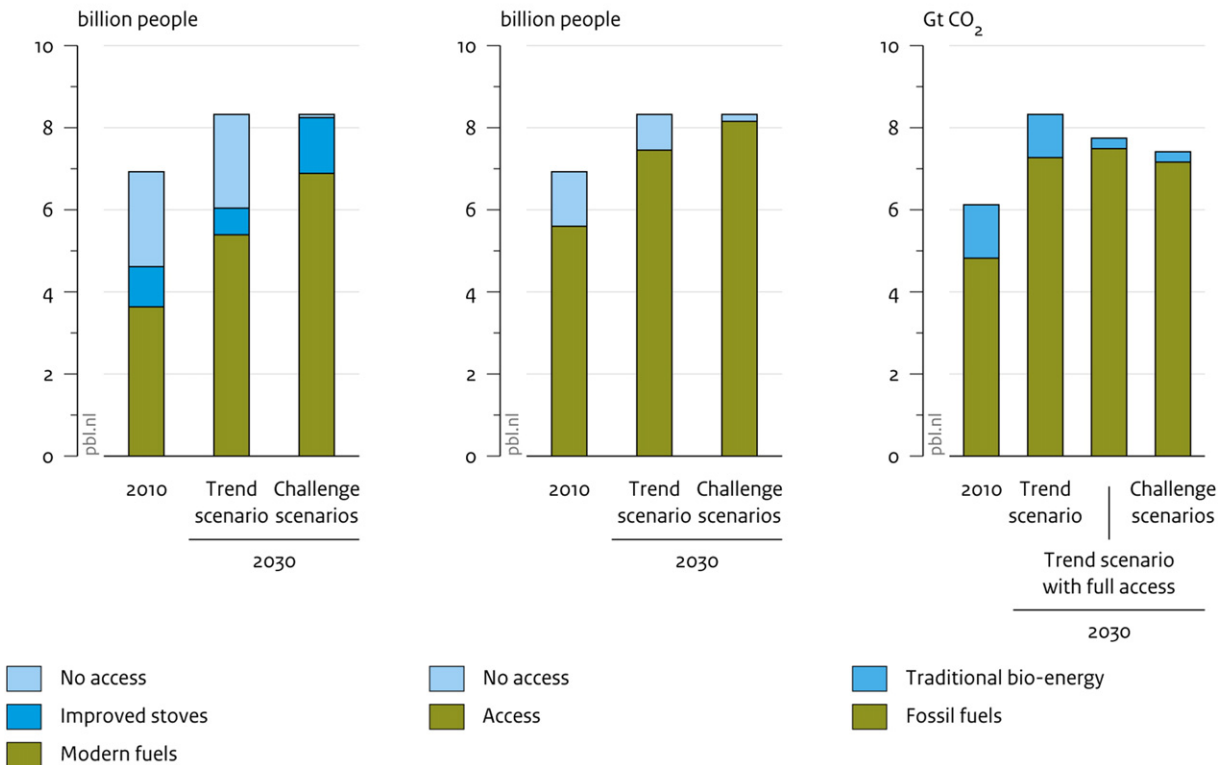 billion people
10
8
6
4
2
0
pbl.nl
2010
Trend
scenario
Challenge
scenarios
2030
No access
Improved stoves
Modern fuels
billion people
10
8
6
4
2
0
pbl.nl
2010
Trend
scenario
Challenge
scenarios
2030
No access
Access
Gt CO₂
10
8
6
4
2
0
pbl.nl
2010
Trend
scenario
Challenge
scenarios
Trend scenario
with full access
2030
Traditional bio-energy
Fossil fuels